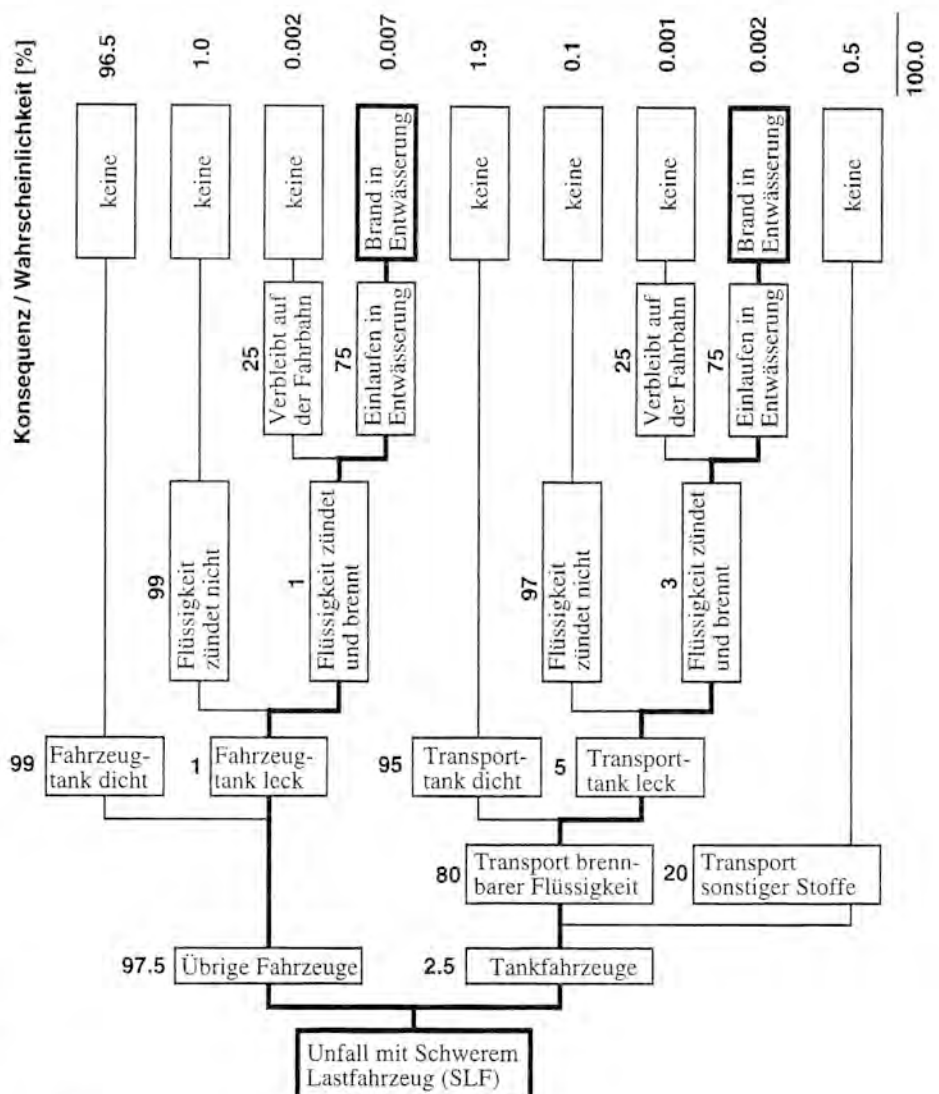 Konsequenz / Wahrscheinlichkeit [%]
96.5
1.0
0.002
0.007
1.9
0.1
0.001
0.002
0.5
100.0
keine
keine
keine
Brand in
Entwässerung
keine
keine
keine
Brand in
Entwässerung
keine
25
Verbleibt auf
der Fahrbahn
75
Einlaufen in
Entwässerung
25
Verbleibt auf
der Fahrbahn
75
Einlaufen in
Entwässerung
99
Flüssigkeit
zündet nicht
1
Flüssigkeit zündet
und brennt
97
Flüssigkeit
zündet nicht
3
Flüssigkeit zündet
und brennt
99
Fahrzeug-
tank dicht
1
Fahrzeug-
tank leck
95
Transport-
tank dicht
5
Transport-
tank leck
80
Transport brenn-
barer Flüssigkeit
20
Transport
sonstiger Stoffe
97.5
Übrige Fahrzeuge
2.5
Tankfahrzeuge
Unfall mit Schwerem
Lastfahrzeug (SLF)